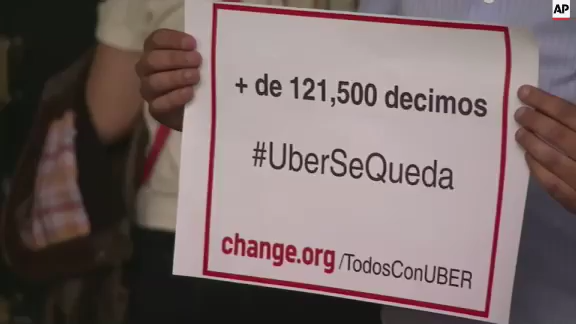 AP
+ de 121,500 decimos
#UberSeQueda
change.org/TodosConUBER